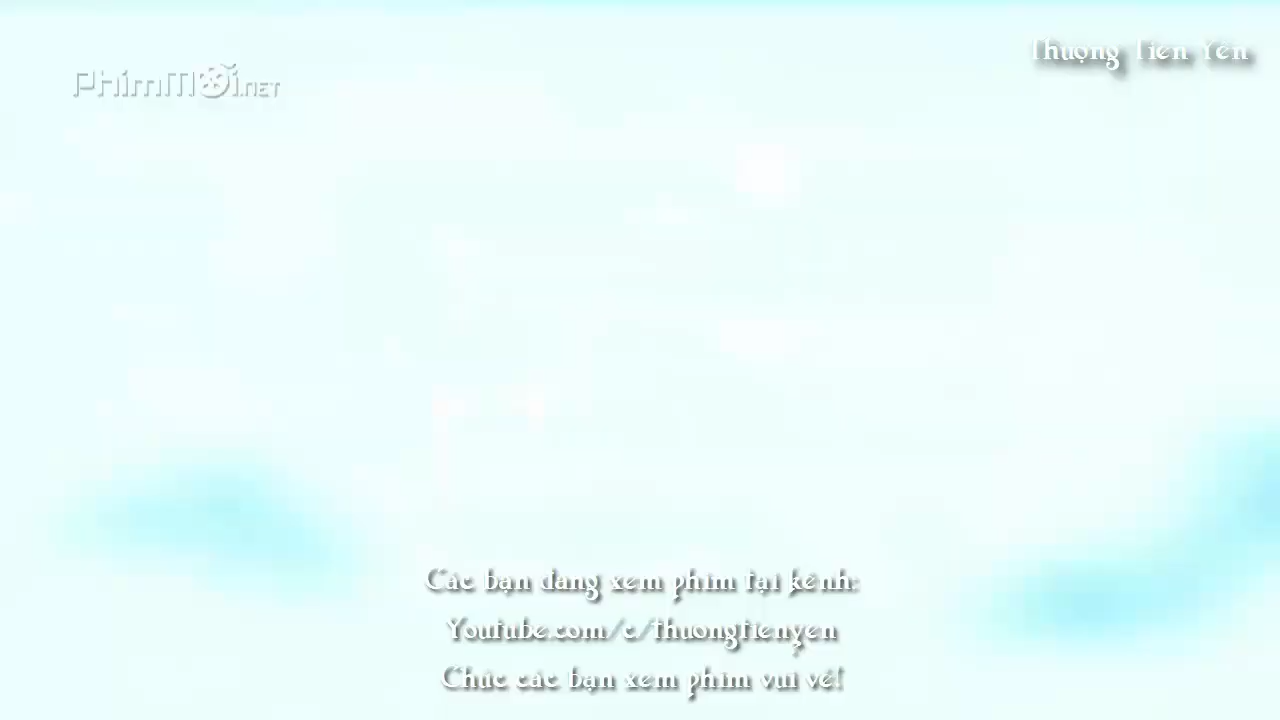 Thượng Tiên Yên
PhimMỗi.NET
Các bạn đang xem phim tại kênh:
Youtube.com/c/thuongtienyen
Chúc các bạn xem phim vui vẻ!